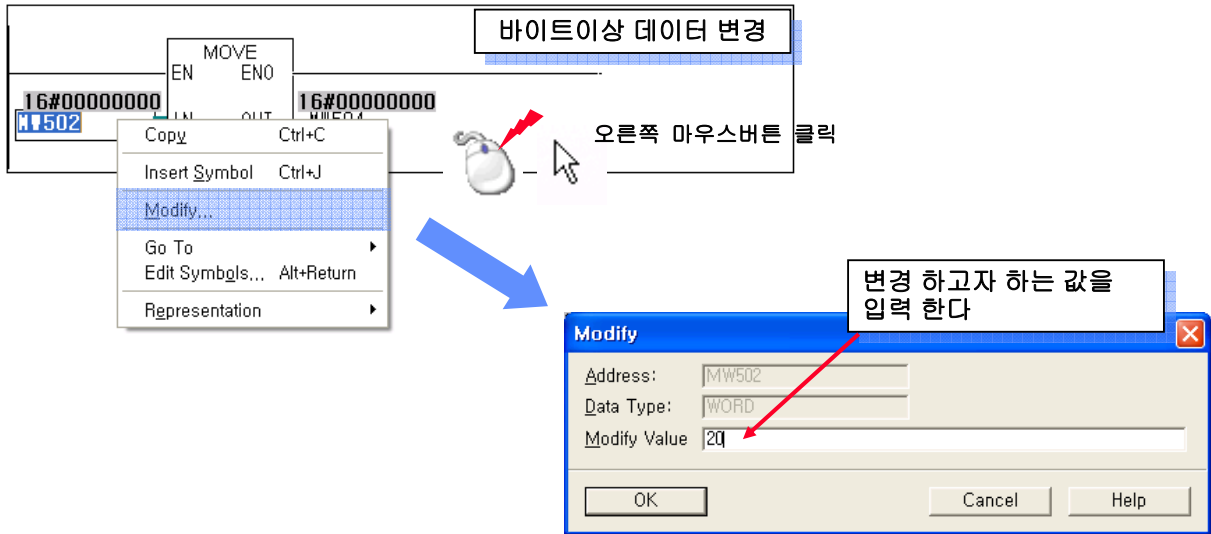 바이트이상 데이터 변경
MOVE
EN ENO
16#00000000 16#00000000
MW502 IN OUT MW504
오른쪽 마우스버튼 클릭
Copy Ctrl+C
Insert Symbol Ctrl+J
Modify...
Go To
Edit Symbols... Alt+Return
Representation
변경 하고자 하는 값을
입력 한다
Modify
Address: MW502
Data Type: WORD
Modify Value 20
OK Cancel Help